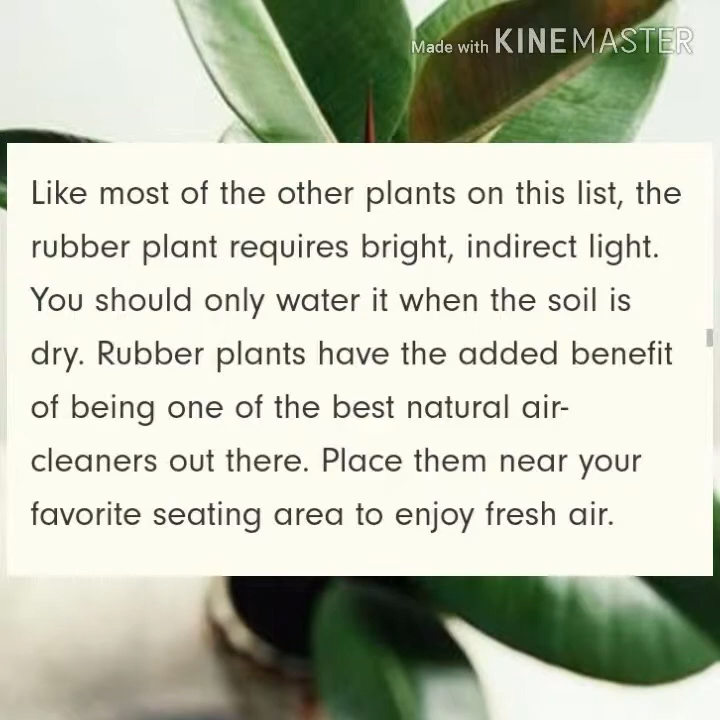 Made with KINEMASTER
Like most of the other plants on this list, the
rubber plant requires bright, indirect light.
You should only water it when the soil is
dry. Rubber plants have the added benefit
of being one of the best natural air-
cleaners out there. Place them near your
favorite seating area to enjoy fresh air.